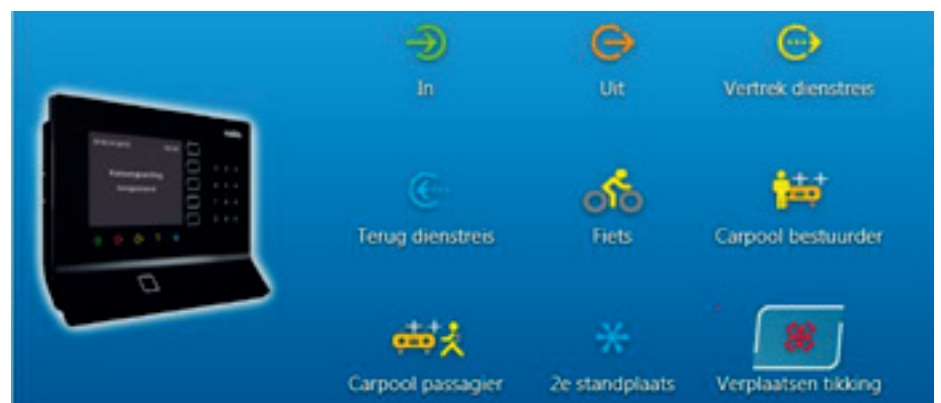 In
Uit
Vertrek dienstreis
Terug dienstreis
Fiets
Carpool bestuurder
Carpool passagier
2e standplaats
Verplaatsen tikking